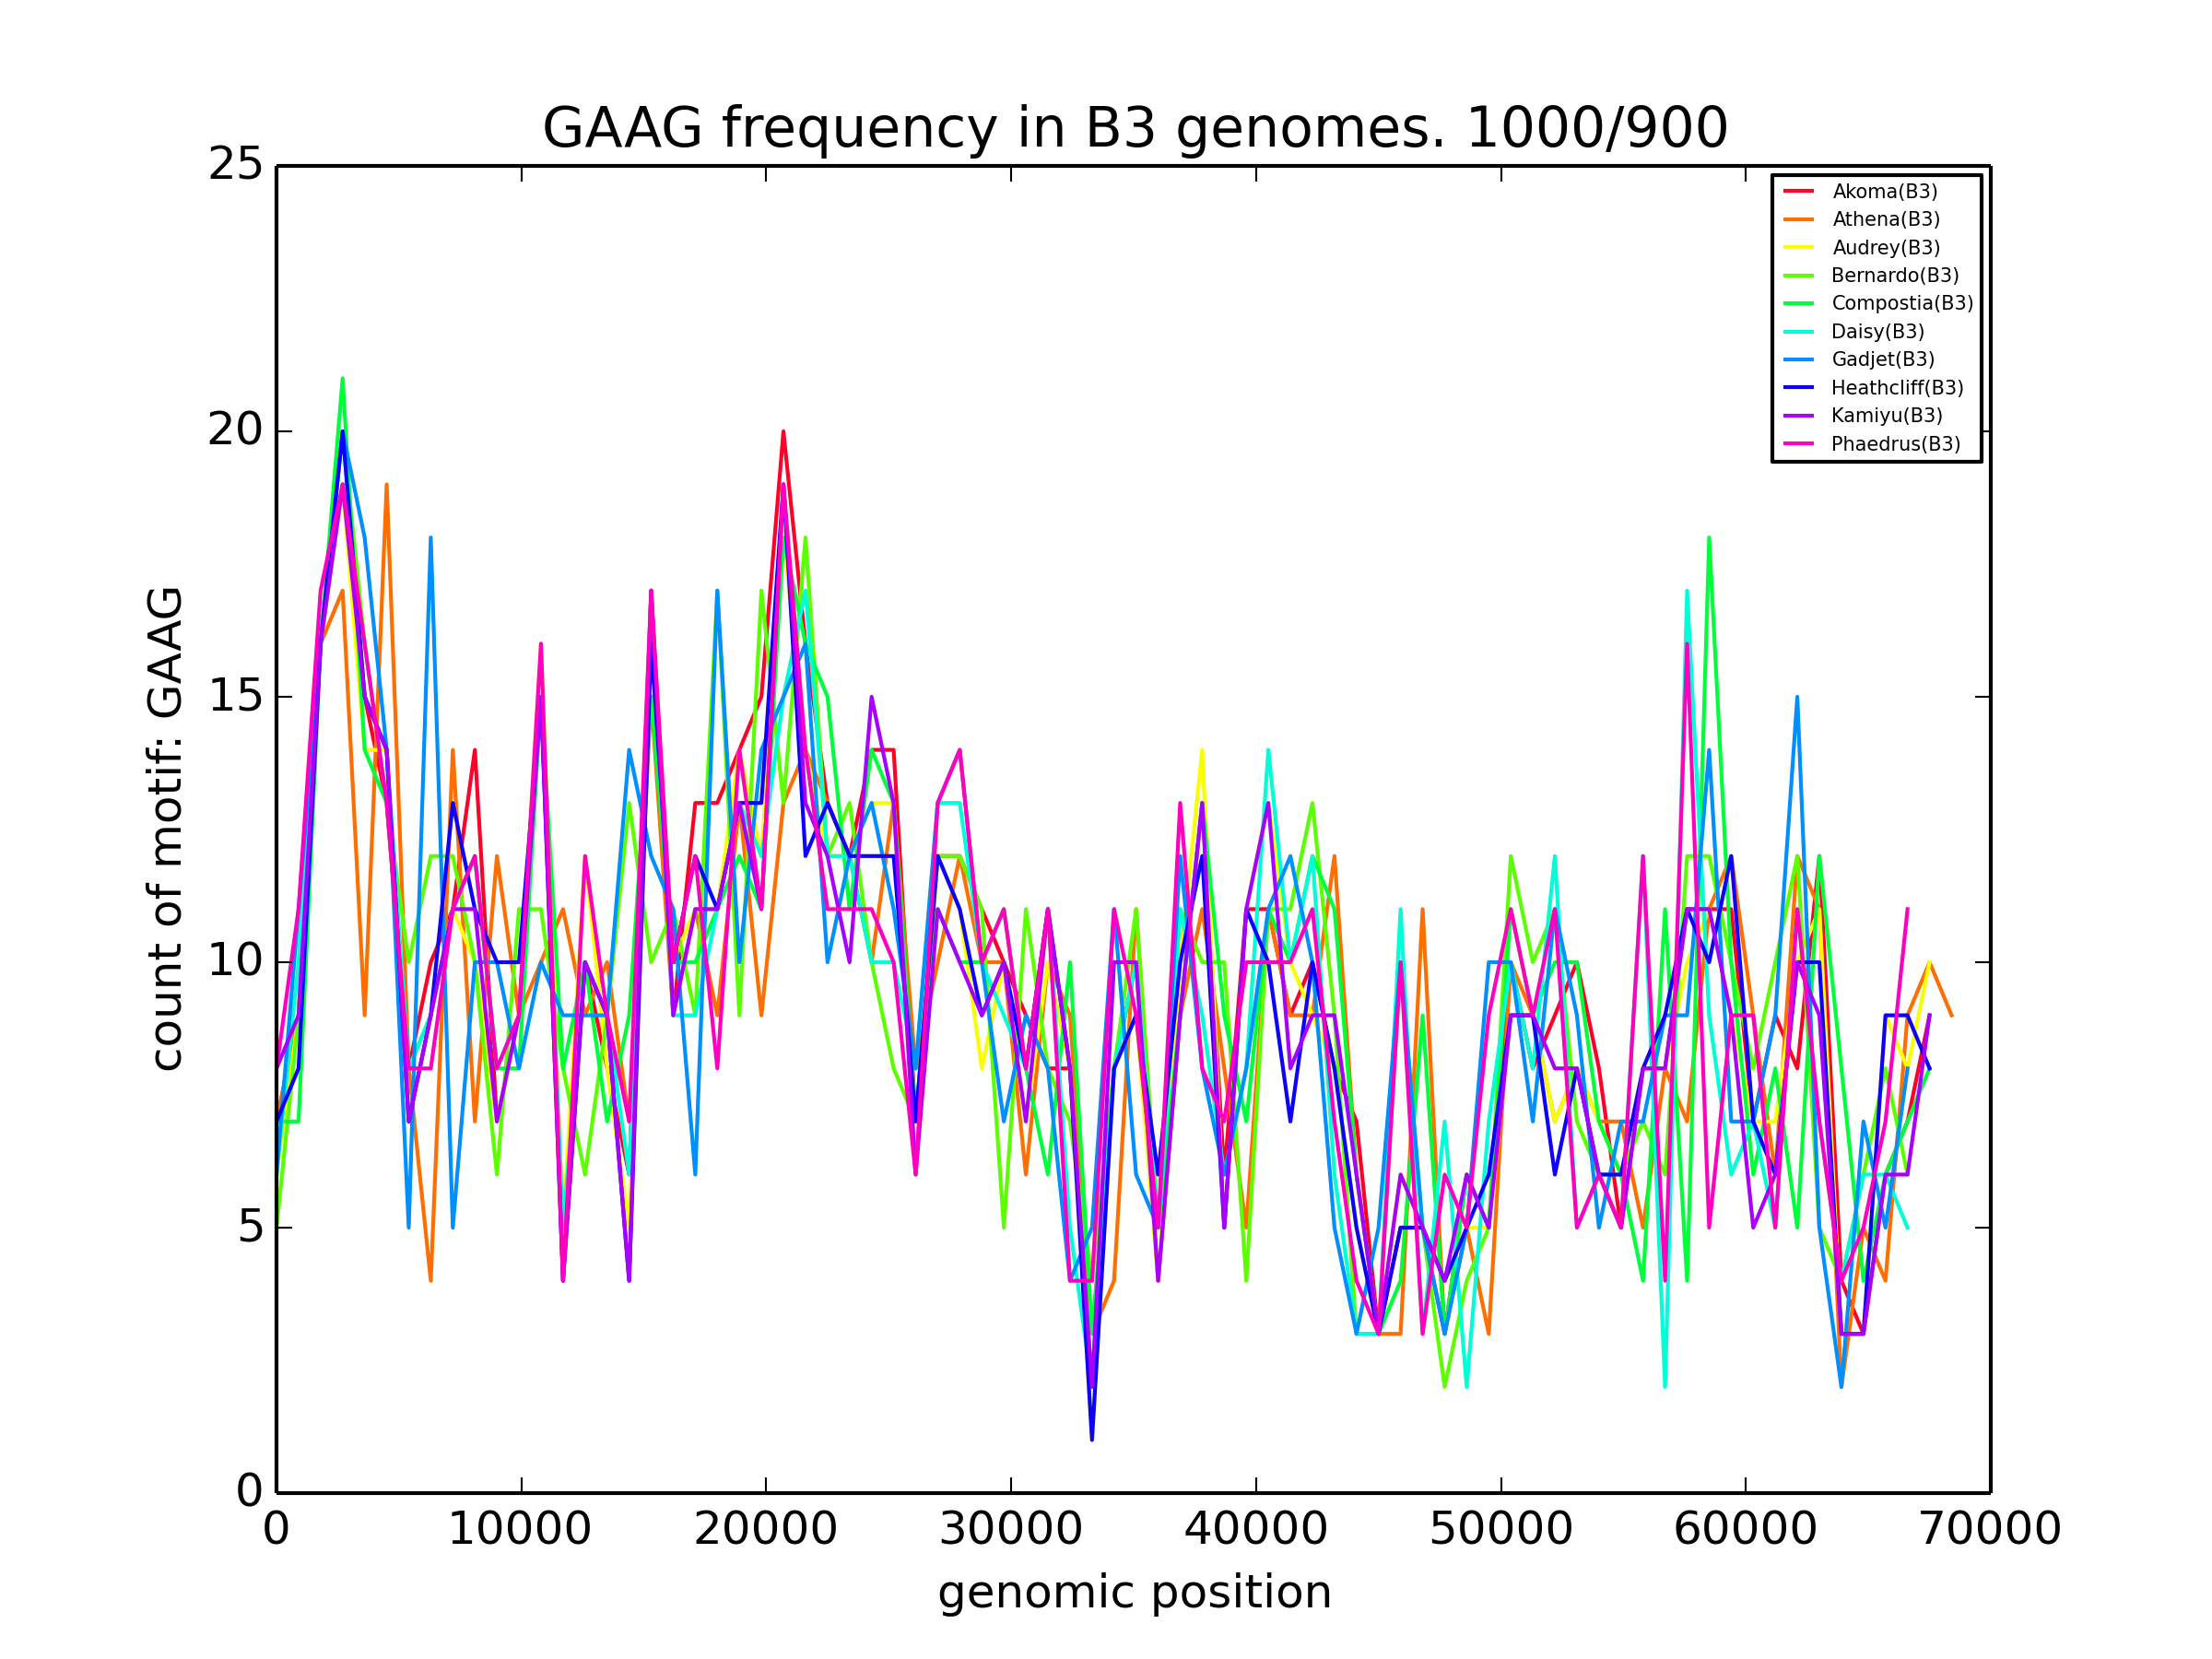 GAAG frequency in B3 genomes. 1000/900
25
20
15
10
5
0
count of motif: GAAG
Akoma(B3)
Athena(B3)
Audrey(B3)
Bernardo(B3)
Compostia(B3)
Daisy(B3)
Gadjet(B3)
Heathcliff(B3)
Kamiyu(B3)
Phaedrus(B3)
0 10000 20000 30000 40000 50000 60000 70000
genomic position